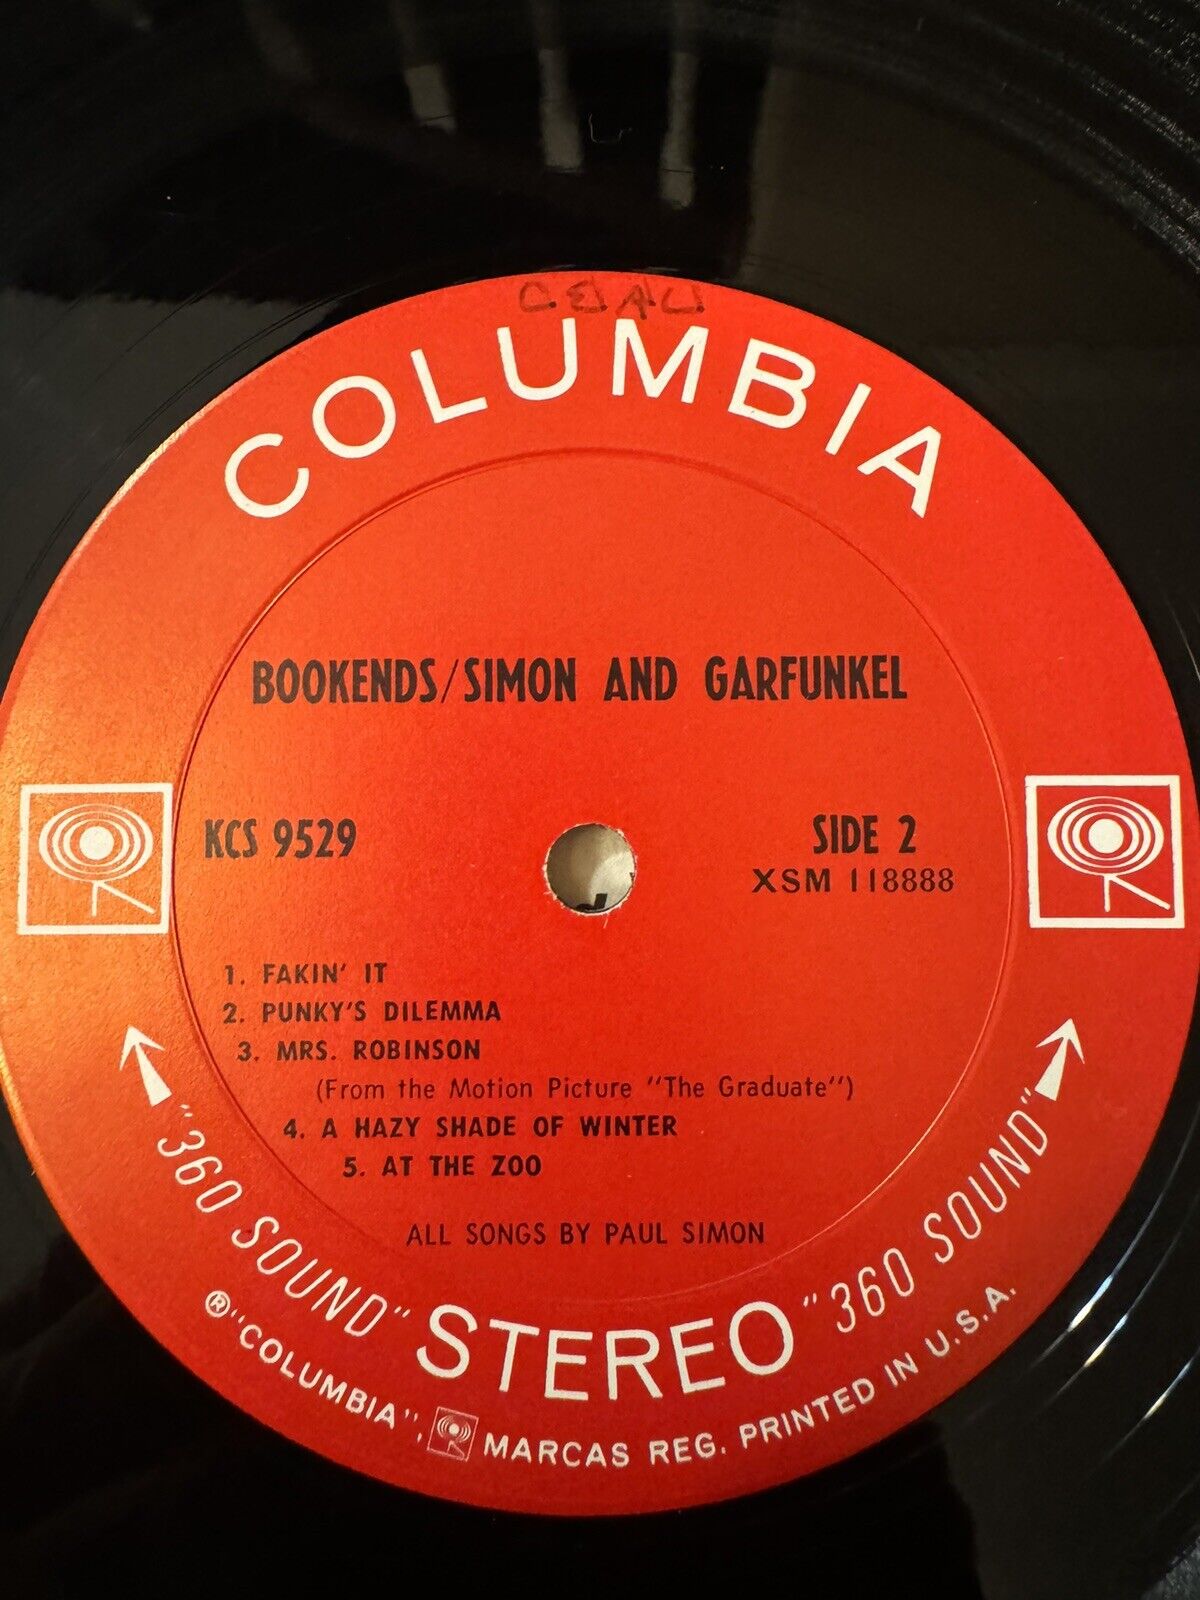 COLUMBIA
BOOKENDS/SIMON AND GARFUNKEL
KCS 9529
SIDE 2
XSM 118888
1. FAKIN' IT
2. PUNKY'S DILEMMA
3. MRS. ROBINSON
(From the Motion Picture "The Graduate")
4. A HAZY SHADE OF WINTER
5. AT THE ZOO
ALL SONGS BY PAUL SIMON
"360 SOUND" STEREO "360 SOUND"
® "COLUMBIA", MARCAS REG. PRINTED IN U.S.A.